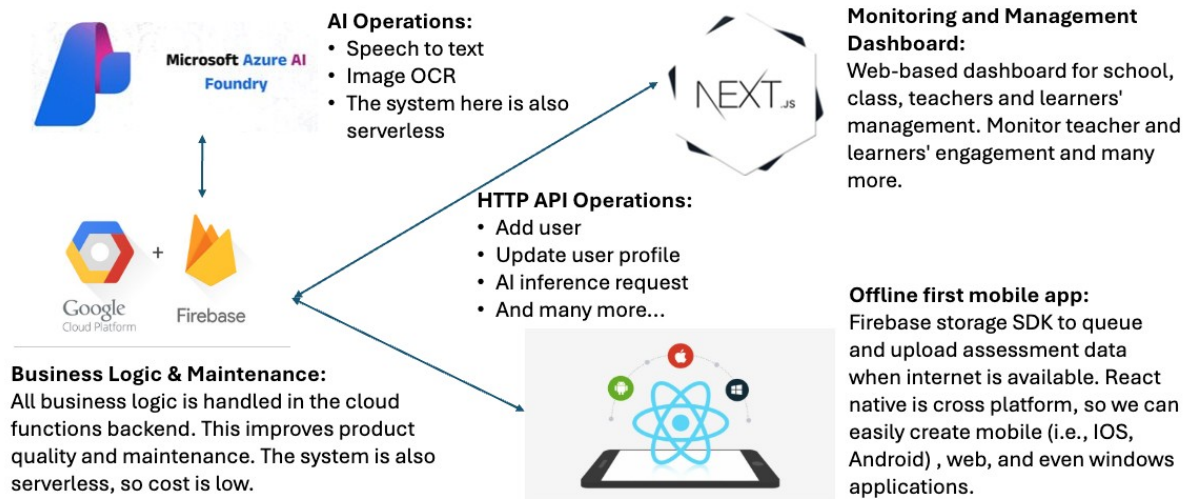 Microsoft Azure AI
Foundry
AI Operations:
• Speech to text
• Image OCR
• The system here is also
serverless
NEXT.JS
Monitoring and Management
Dashboard:
Web-based dashboard for school,
class, teachers and learners'
management. Monitor teacher and
learners' engagement and many
more.
HTTP API Operations:
• Add user
• Update user profile
• AI inference request
• And many more...
+
Google
Cloud Platform
Firebase
Business Logic & Maintenance:
All business logic is handled in the cloud
functions backend. This improves product
quality and maintenance. The system is also
serverless, so cost is low.
Offline first mobile app:
Firebase storage SDK to queue
and upload assessment data
when internet is available. React
native is cross platform, so we can
easily create mobile (i.e., IOS,
Android) , web, and even windows
applications.